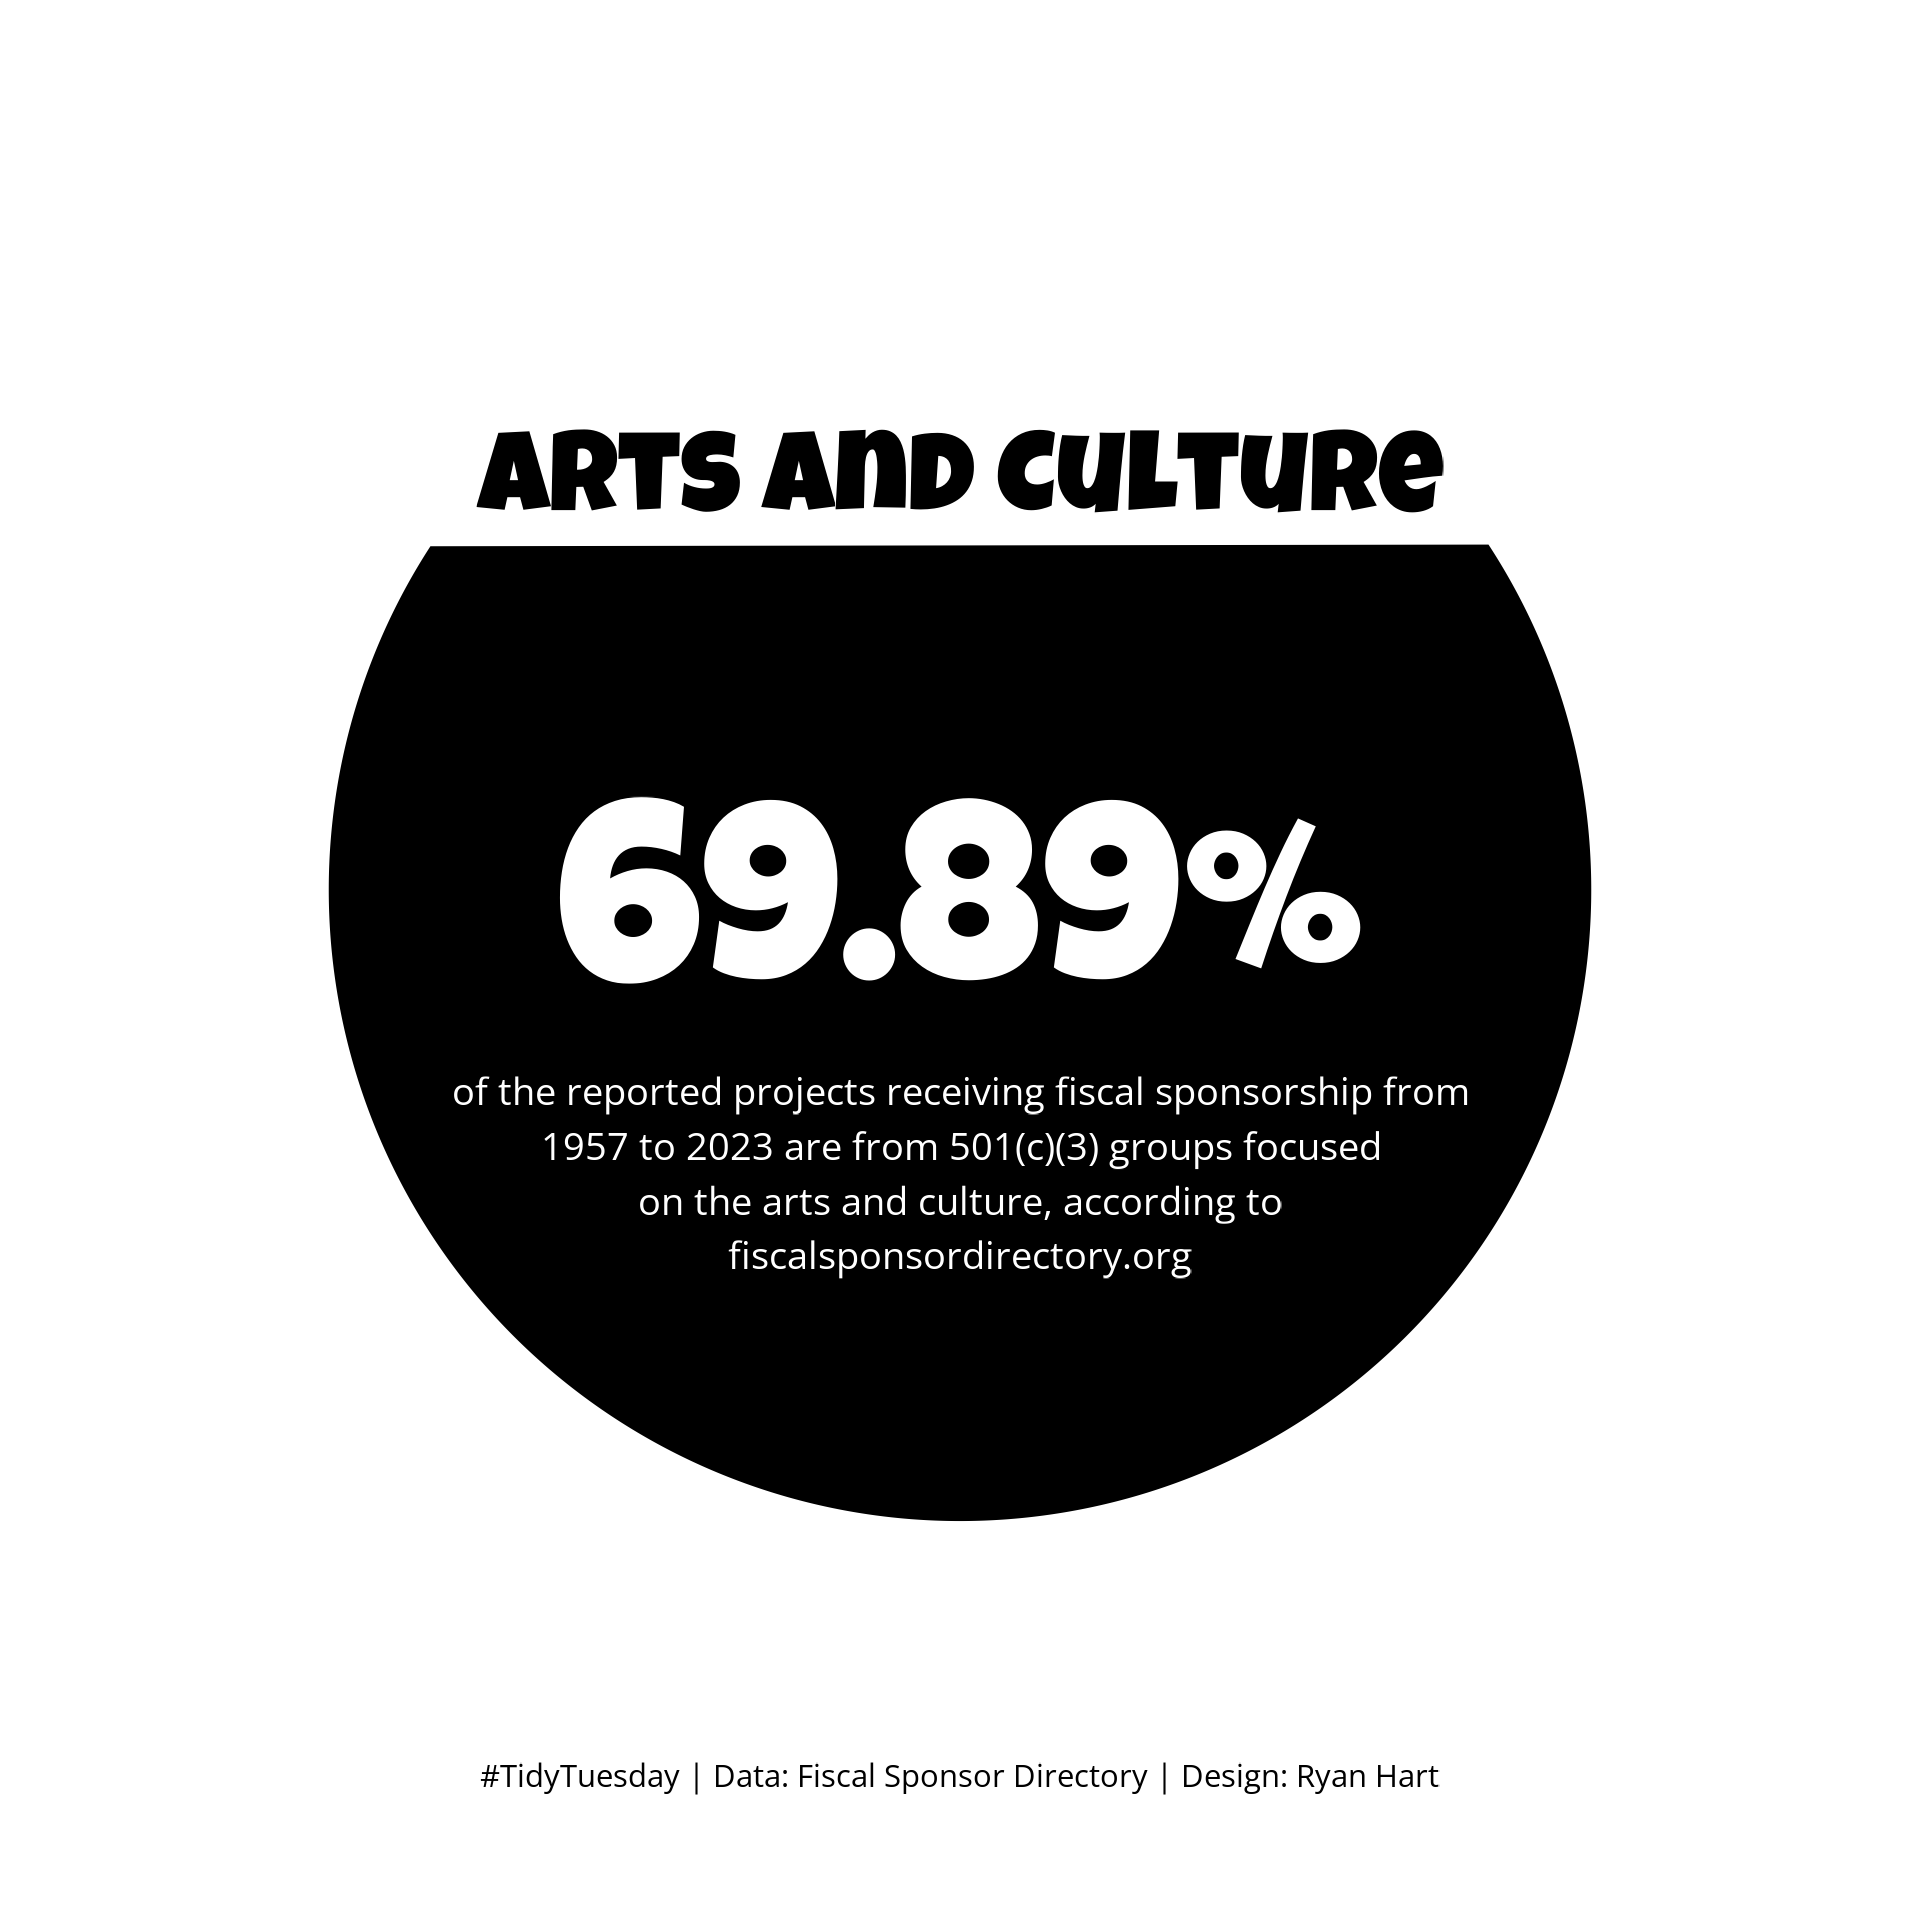 ARTS AND CULTURE
69.89%
of the reported projects receiving fiscal sponsorship from
1957 to 2023 are from 501(c)(3) groups focused
on the arts and culture, according to
fiscalsponsordirectory.org
#TidyTuesday | Data: Fiscal Sponsor Directory | Design: Ryan Hart